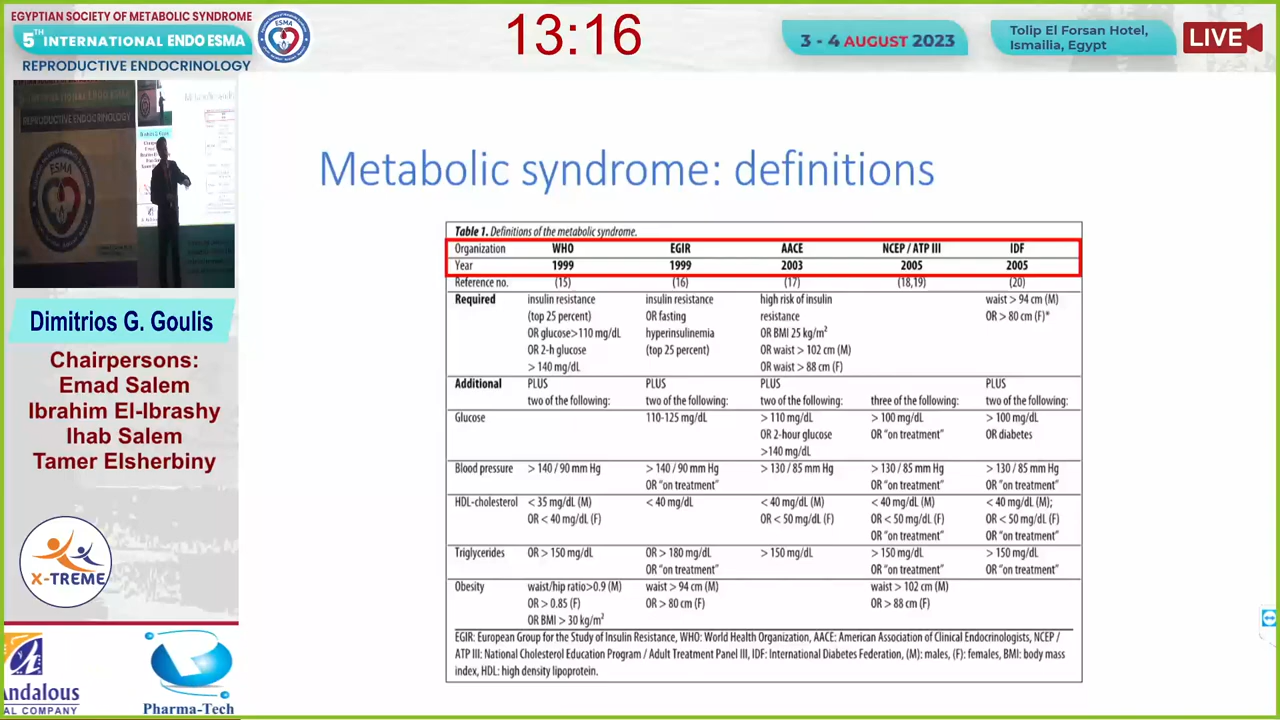 EGYPTIAN SOCIETY OF METABOLIC SYNDROME
5TH INTERNATIONAL ENDO ESMA
REPRODUCTIVE ENDOCRINOLOGY
ESMA
13:16
3 - 4 AUGUST 2023
Tolip El Forsan Hotel,
Ismailia, Egypt
LIVE
REPRODUCTIVE ENDOCRINOLOGY
ESMA
Dimitrios G. Goulis
Chairpersons:
Emad Salem
Ibrahim El-Ibrashy
Ihab Salem
Tamer Elsherbiny
X-TREME
Andalous
AL COMPANY
Pharma-Tech
Metabolic syndrome: definitions
Table 1. Definitions of the metabolic syndrome.
Organization WHO EGIR AACE NCEP / ATP III IDF
Year 1999 1999 2003 2005 2005
Reference no. (15) (16) (17) (18,19) (20)
Required insulin resistance insulin resistance high risk of insulin waist > 94 cm (M)
(top 25 percent) OR fasting resistance OR > 80 cm (F)*
OR glucose>110 mg/dL hyperinsulinemia OR BMI 25 kg/m²
OR 2-h glucose (top 25 percent) OR waist > 102 cm (M)
> 140 mg/dL OR waist > 88 cm (F)
Additional PLUS PLUS PLUS PLUS
two of the following: two of the following: two of the following: three of the following: two of the following:
Glucose 110-125 mg/dL > 110 mg/dL > 100 mg/dL > 100 mg/dL
OR 2-hour glucose OR "on treatment" OR diabetes
>140 mg/dL
Blood pressure > 140 / 90 mm Hg > 140 / 90 mm Hg > 130 / 85 mm Hg > 130 / 85 mm Hg > 130 / 85 mm Hg
OR "on treatment" OR "on treatment" OR "on treatment"
HDL-cholesterol < 35 mg/dL (M) < 40 mg/dL < 40 mg/dL (M) < 40 mg/dL (M) < 40 mg/dL (M);
OR < 40 mg/dL (F) OR < 50 mg/dL (F) OR < 50 mg/dL (F) OR < 50 mg/dL (F)
OR "on treatment" OR "on treatment"
Triglycerides OR > 150 mg/dL OR > 180 mg/dL > 150 mg/dL > 150 mg/dL > 150 mg/dL
OR "on treatment" OR "on treatment" OR "on treatment"
Obesity waist/hip ratio>0.9 (M) waist > 94 cm (M) waist > 102 cm (M)
OR > 0.85 (F) OR > 80 cm (F) OR > 88 cm (F)
OR BMI > 30 kg/m²
EGIR: European Group for the Study of Insulin Resistance, WHO: World Health Organization, AACE: American Association of Clinical Endocrinologists, NCEP /
ATP III: National Cholesterol Education Program / Adult Treatment Panel III, IDF: International Diabetes Federation, (M): males, (F): females, BMI: body mass
index, HDL: high density lipoprotein.